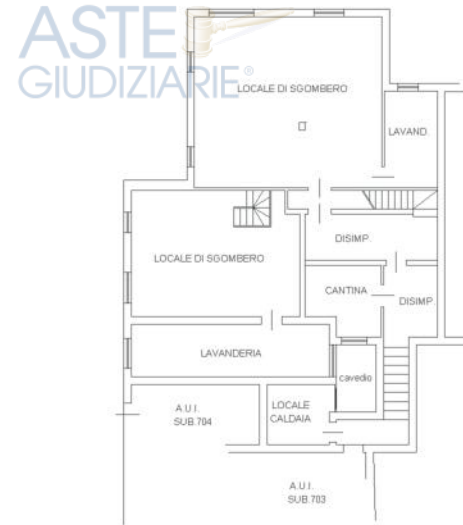 ASTE
GIUDIZIARIE®
LOCALE DI SGOMBERO
LAVAND.
DISIMP.
LOCALE DI SGOMBERO
CANTINA
DISIMP.
LAVANDERIA
cavedio
A.U.I.
SUB.704
LOCALE
CALDAIA
A.U.I.
SUB.703